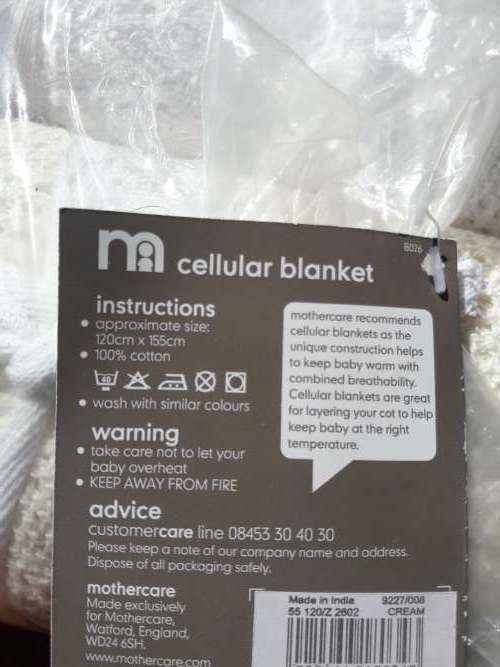 B026
m cellular blanket
instructions
• approximate size:
120cm x 155cm
• 100% cotton
40
• wash with similar colours
warning
• take care not to let your
baby overheat
• KEEP AWAY FROM FIRE
mothercare recommends
cellular blankets as the
unique construction helps
to keep baby warm with
combined breathability.
Cellular blankets are great
for layering your cot to help
keep baby at the right
temperature.
advice
customercare line 08453 30 40 30
Please keep a note of our company name and address.
Dispose of all packaging safely.
mothercare
Made exclusively
for Mothercare,
Watford, England,
WD24 6SH.
www.mothercare.com
Made in India 9227/008
55 120/Z 2602 CREAM